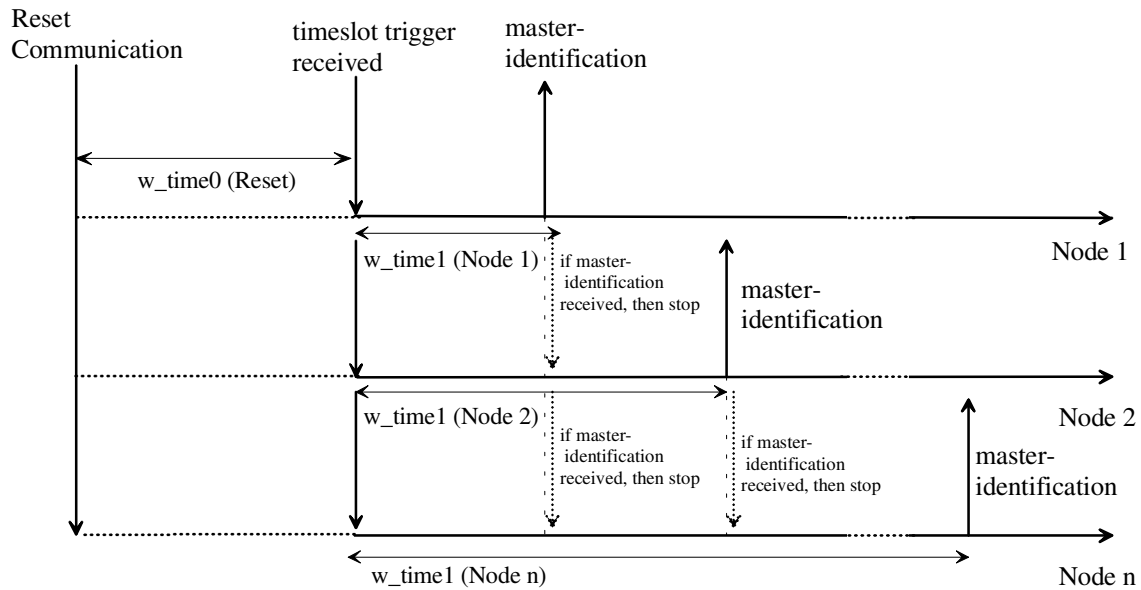 Reset
Communication
timeslot trigger
received
master-
identification
w_time0 (Reset)
w_time1 (Node 1)
Node 1
if master-
identification
received, then stop
master-
identification
w_time1 (Node 2)
Node 2
if master-
identification
received, then stop
if master-
identification
received, then stop
master-
identification
w_time1 (Node n)
Node n